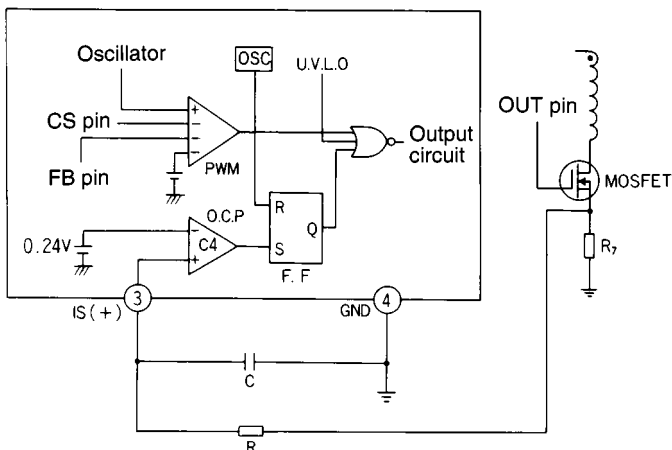 Oscillator
OSC
U.V.L.O
CS pin
OUT pin
+
−
−
−
Output
circuit
FB pin
PWM
MOSFET
O.C.P
R
Q
S
0.24V
−
C4
+
F.F
R7
3
4
IS(+)
GND
C
R